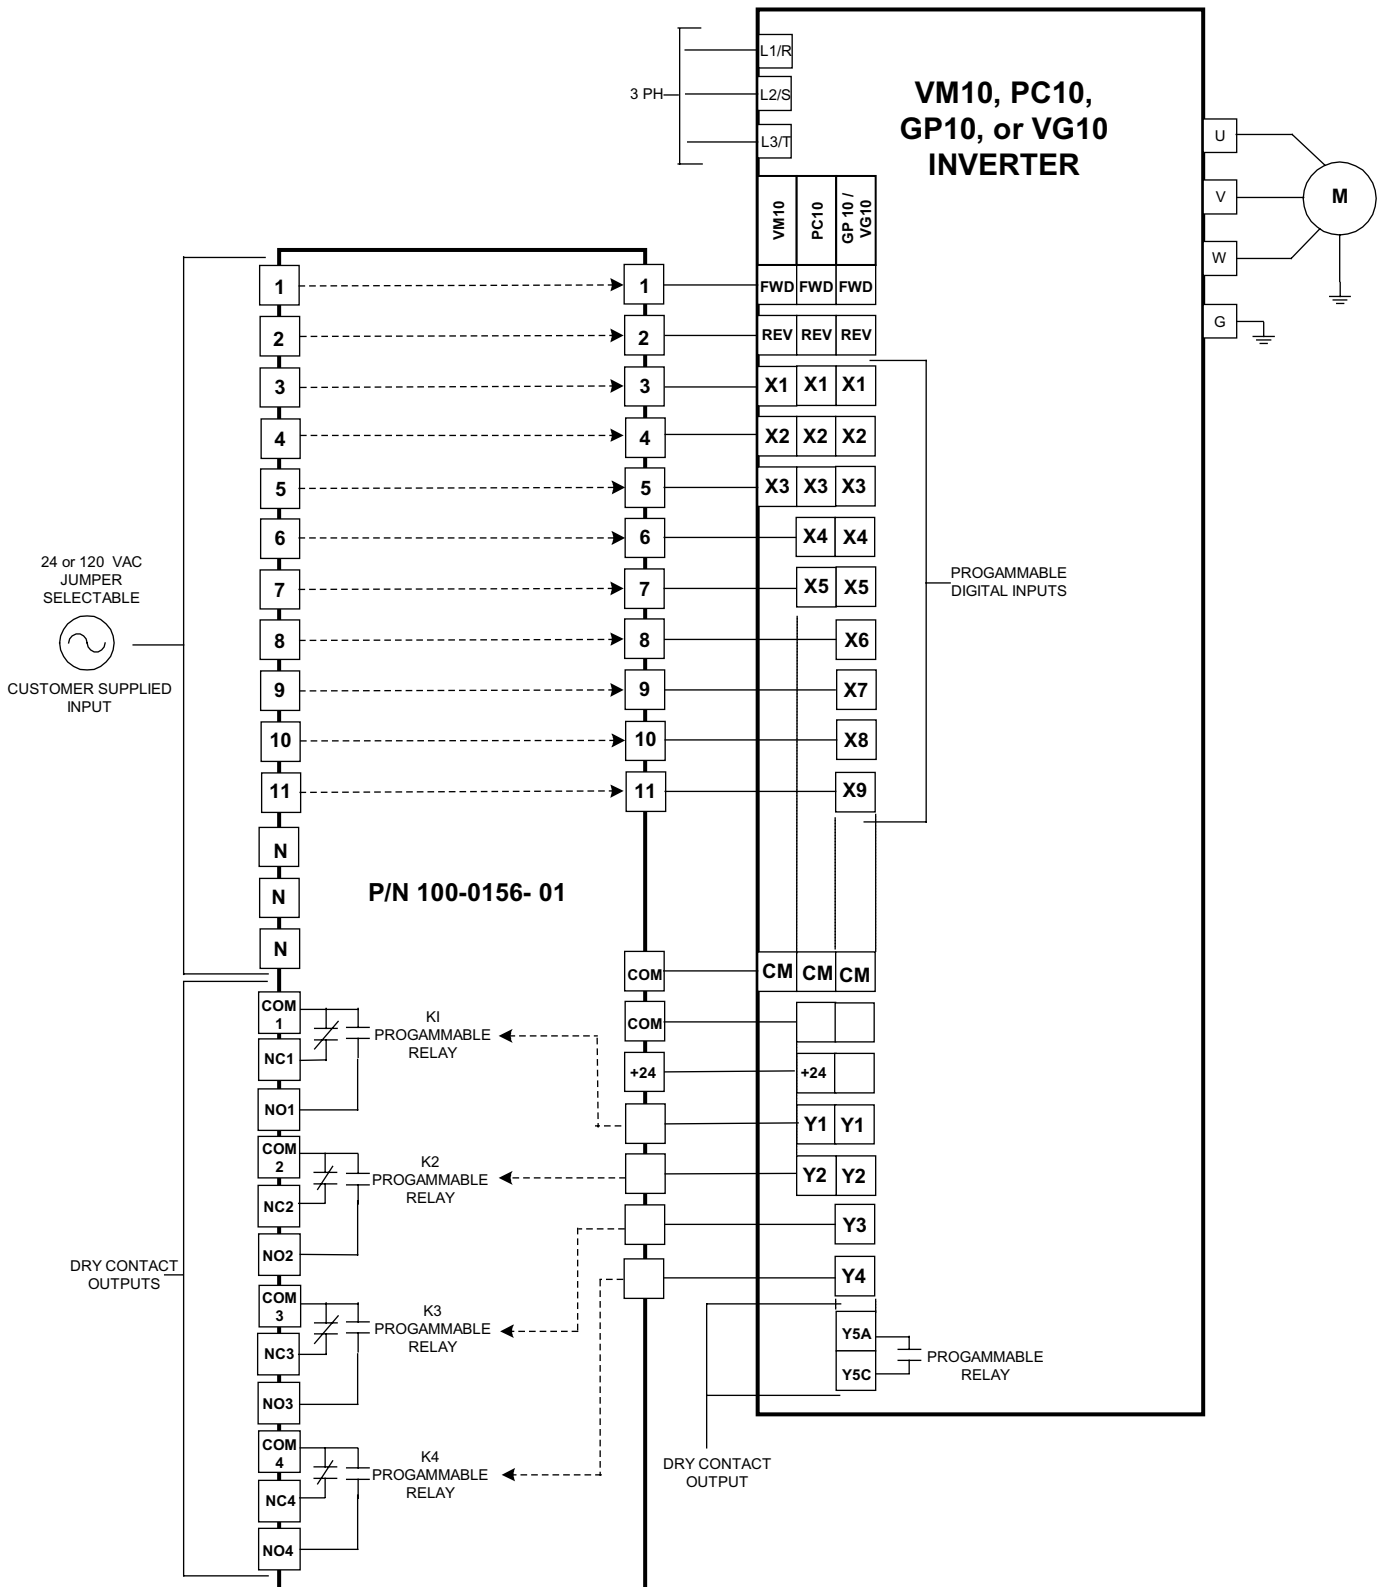 L1/R
3 PH
L2/S
L3/T
VM10, PC10,
GP10, or VG10
INVERTER
U
V
W
G
M
VM10
PC10
GP 10 /
VG10
1
1
FWD FWD FWD
2
2
REV REV REV
3
3
X1 X1 X1
4
4
X2 X2 X2
5
5
X3 X3 X3
6
6
X4 X4
7
7
X5 X5
8
8
X6
9
9
X7
10
10
X8
11
11
X9
24 or 120 VAC
JUMPER
SELECTABLE
CUSTOMER SUPPLIED
INPUT
PROGAMMABLE
DIGITAL INPUTS
N
N
N
P/N 100-0156- 01
COM
CM CM CM
COM
+24
+24
Y1 Y1
Y2 Y2
Y3
Y4
Y5A
Y5C
PROGAMMABLE
RELAY
DRY CONTACT
OUTPUT
COM
1
NC1
NO1
KI
PROGAMMABLE
RELAY
COM
2
NC2
NO2
K2
PROGAMMABLE
RELAY
DRY CONTACT
OUTPUTS
COM
3
NC3
NO3
K3
PROGAMMABLE
RELAY
COM
4
NC4
NO4
K4
PROGAMMABLE
RELAY